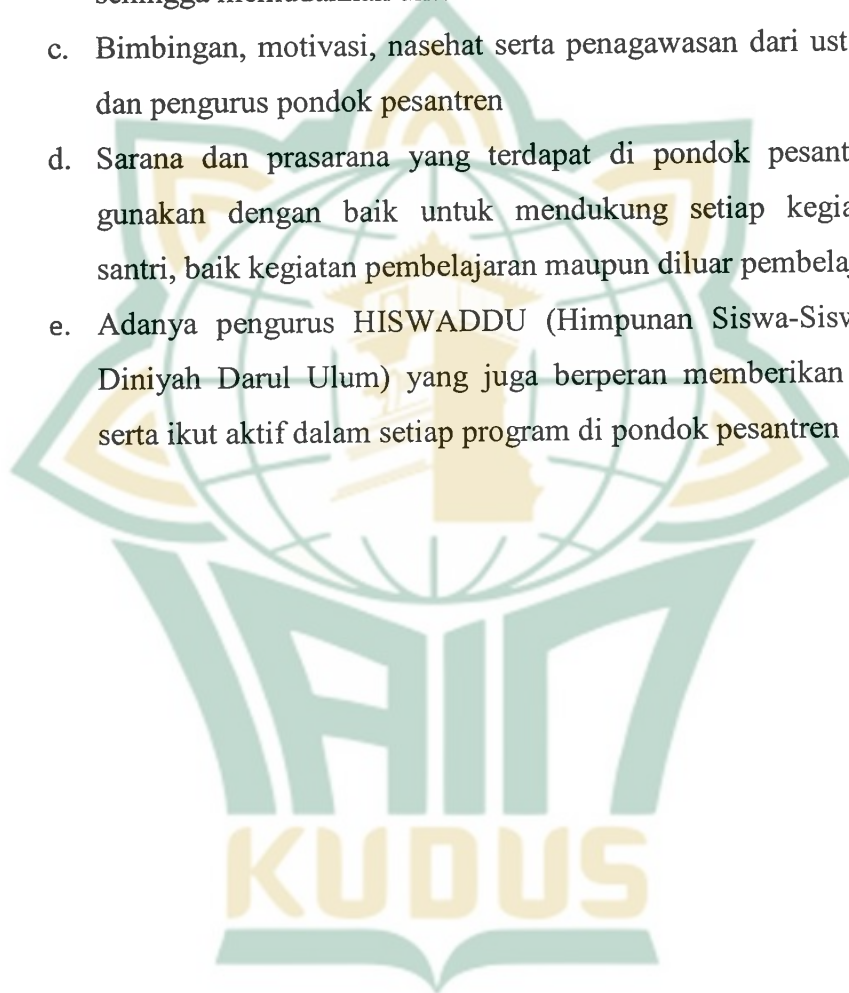 c. Bimbingan, motivasi, nasehat serta penagawasan dari ust
dan pengurus pondok pesantren
d. Sarana dan prasarana yang terdapat di pondok pesant
gunakan dengan baik untuk mendukung setiap kegia
santri, baik kegiatan pembelajaran maupun diluar pembela
e. Adanya pengurus HISWADDU (Himpunan Siswa-Sisw
Diniyah Darul Ulum) yang juga berperan memberikan
serta ikut aktif dalam setiap program di pondok pesantren
IAIN
KUDUS